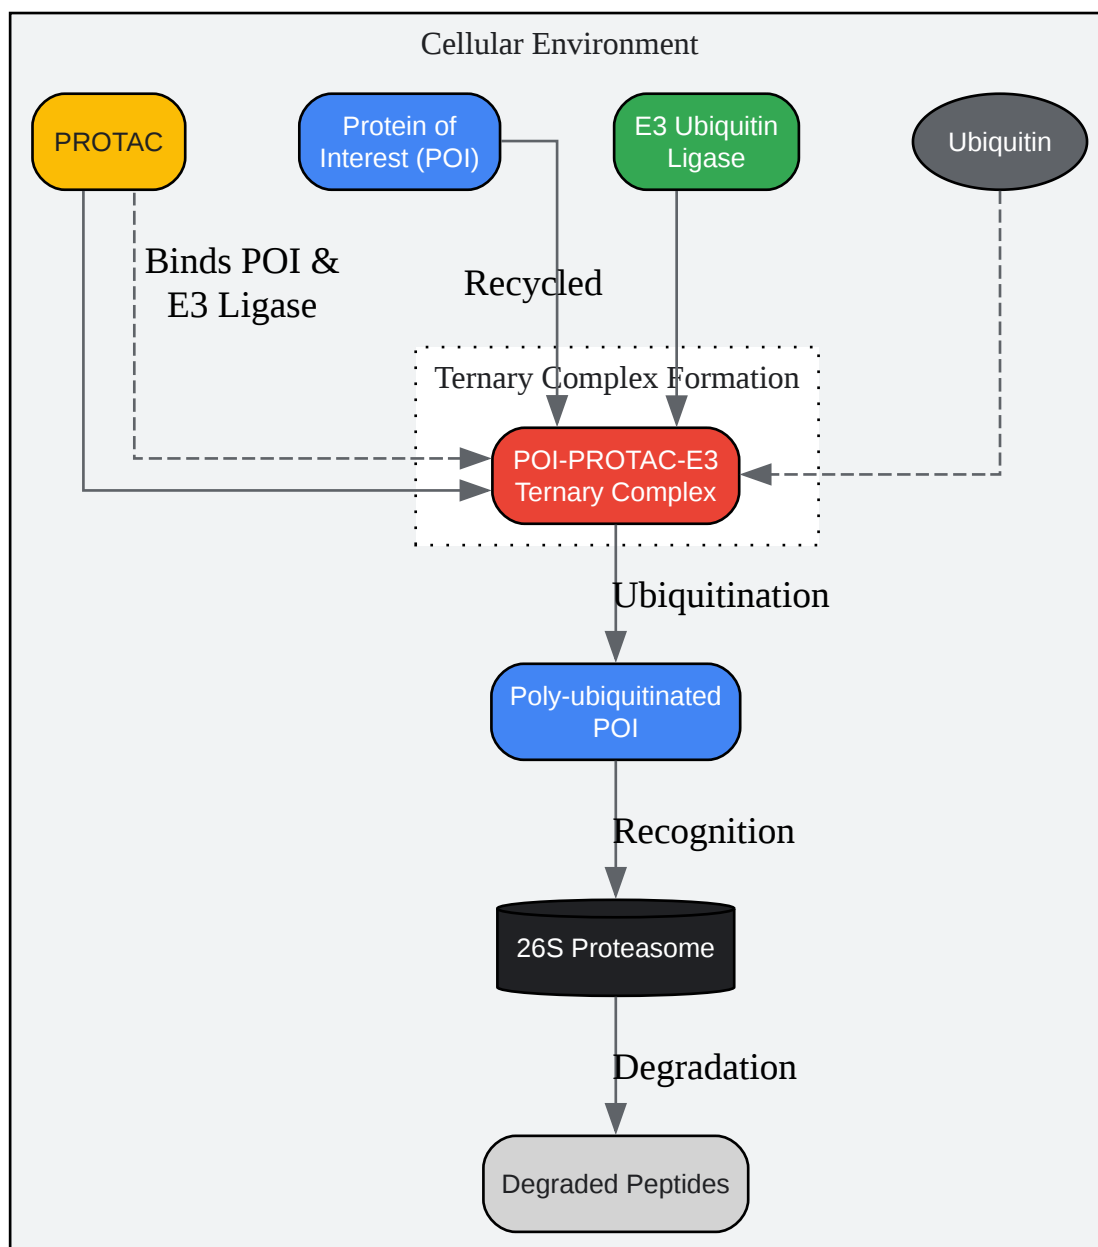 Cellular Environment
PROTAC
Protein of
Interest (POI)
E3 Ubiquitin
Ligase
Ubiquitin
Binds POI &
E3 Ligase
Recycled
Ternary Complex Formation
POI-PROTAC-E3
Ternary Complex
Ubiquitination
Poly-ubiquitinated
POI
Recognition
26S Proteasome
Degradation
Degraded Peptides